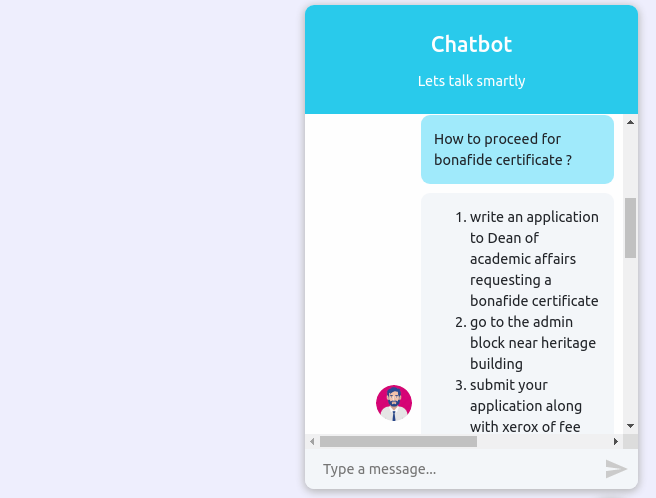 Chatbot
Lets talk smartly
How to proceed for
bonafide certificate ?
1. write an application
to Dean of
academic affairs
requesting a
bonafide certificate
2. go to the admin
block near heritage
building
3. submit your
application along
with xerox of fee
Type a message...